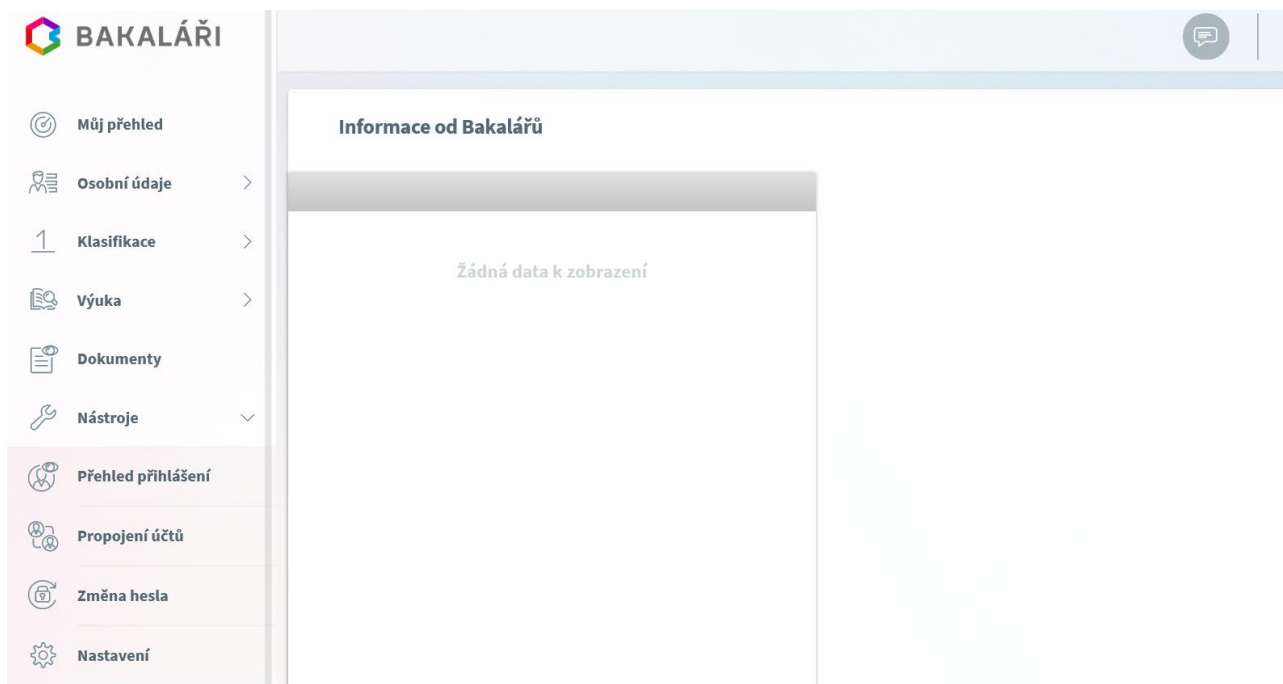 BAKALÁŘI
Můj přehled
Osobní údaje
1 Klasifikace
Výuka
Dokumenty
Nástroje
Přehled přihlášení
Propojení účtů
Změna hesla
Nastavení
Informace od Bakalářů
Žádná data k zobrazení